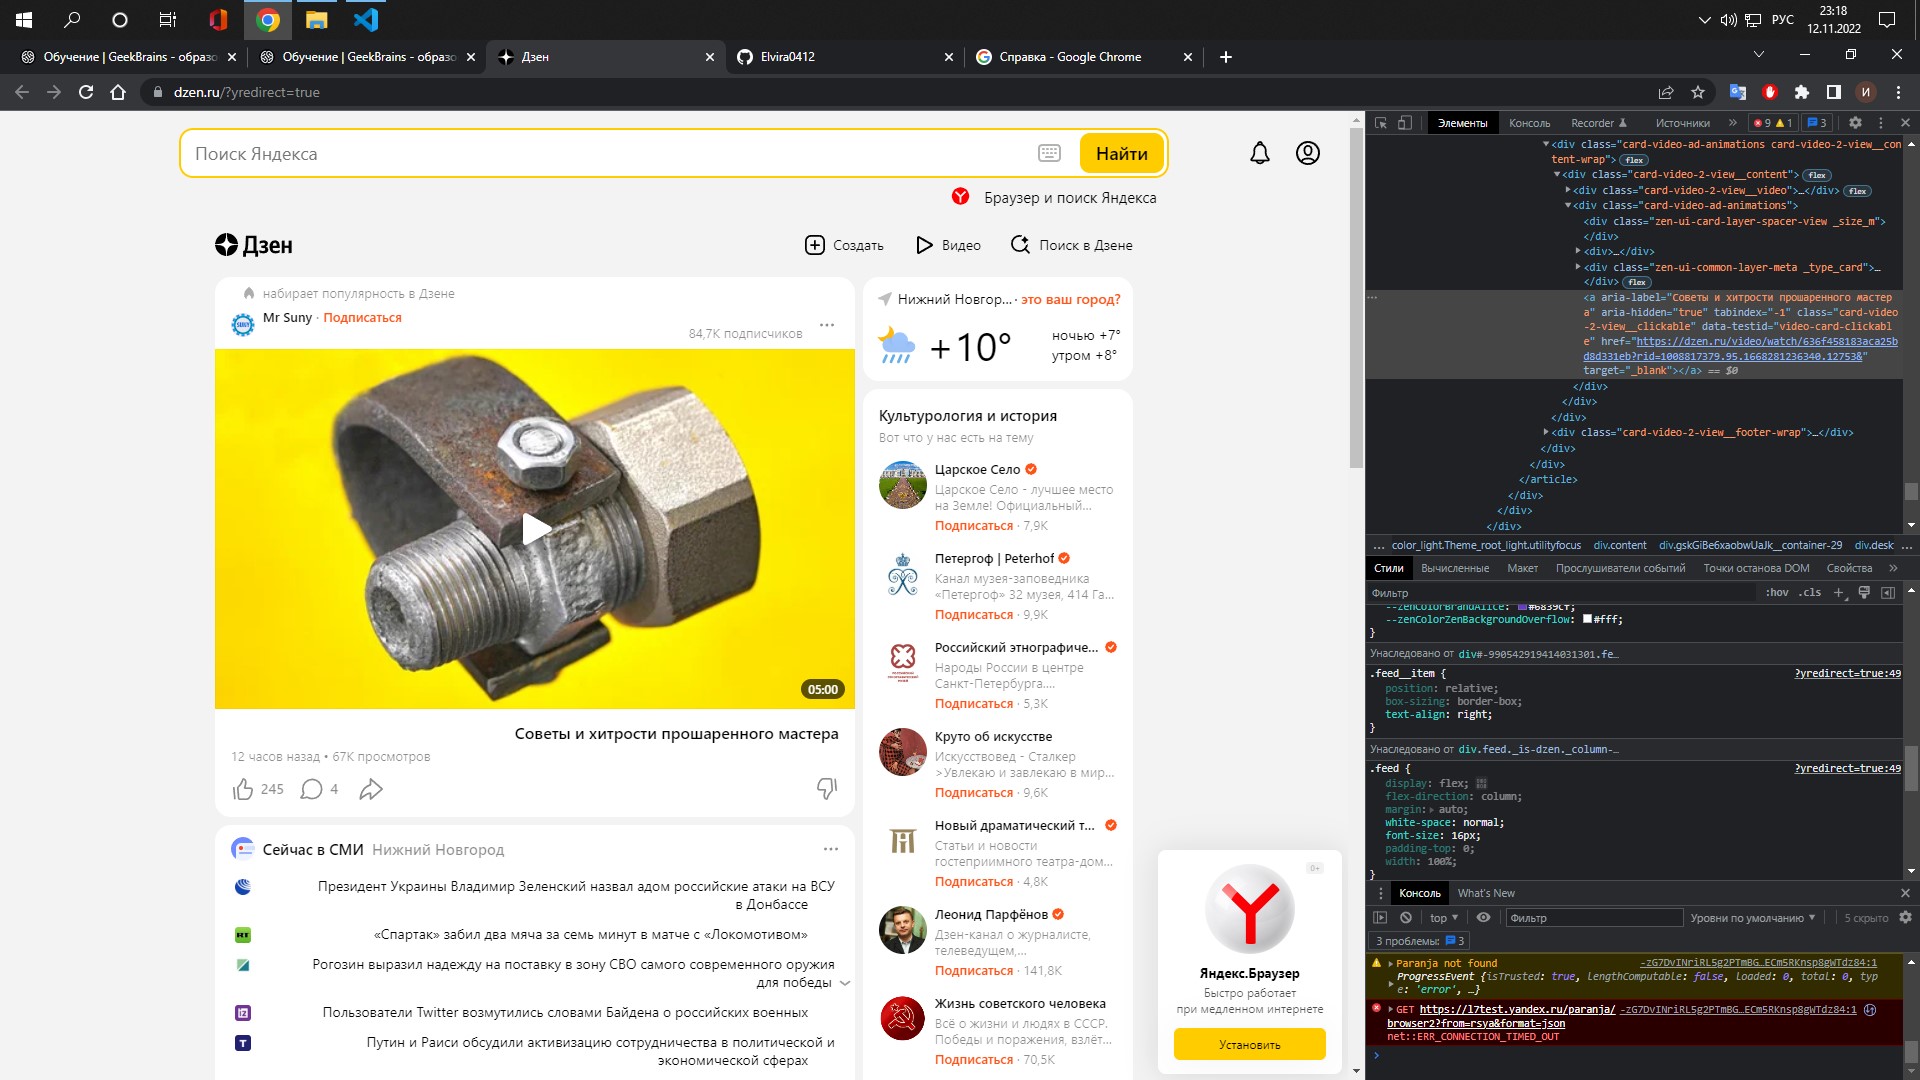 РУС
23:18
12.11.2022
Обучение | GeekBrains - образо
Обучение | GeekBrains - образо
Дзен
Elvira0412
Справка - Google Chrome
dzen.ru/?yredirect=true
И
Поиск Яндекса
Найти
Браузер и поиск Яндекса
Дзен
Создать
Видео
Поиск в Дзене
набирает популярность в Дзене
Mr Suny · Подписаться
84,7K подписчиков
05:00
Советы и хитрости прошаренного мастера
12 часов назад • 67K просмотров
245
4
Сейчас в СМИ Нижний Новгород
Президент Украины Владимир Зеленский назвал адом российские атаки на ВСУ
в Донбассе
«Спартак» забил два мяча за семь минут в матче с «Локомотивом»
Рогозин выразил надежду на поставку в зону СВО самого современного оружия
для победы
Пользователи Twitter возмутились словами Байдена о российских военных
Путин и Раиси обсудили активизацию сотрудничества в политической и
экономической сферах
Нижний Новгор... · это ваш город?
+10°
ночью +7°
утром +8°
Культурология и история
Вот что у нас есть на тему
Царское Село
Царское Село - лучшее место
на Земле! Официальный...
Подписаться · 7,9K
Петергоф | Peterhof
Канал музея-заповедника
«Петергоф» 32 музея, 414 Га...
Подписаться · 9,9K
Российский этнографиче...
Народы России в центре
Санкт-Петербурга....
Подписаться · 5,3K
Круто об искусстве
Искусствовед - Сталкер
>Увлекаю и завлекаю в мир...
Подписаться · 9,6K
Новый драматический т...
Статьи и новости
гостеприимного театра-дом...
Подписаться · 4,8K
Леонид Парфёнов
Дзен-канал о журналисте,
телеведущем,...
Подписаться · 141,8K
Жизнь советского человека
Всё о жизни и людях в СССР.
Победы и поражения, взлёт...
Подписаться · 70,5K
0+
Яндекс.Браузер
Быстро работает
при медленном интернете
Установить
Элементы Консоль Recorder Источники » 9 1 3
<div class="card-video-ad-animations card-video-2-view__con
tent-wrap"> flex
<div class="card-video-2-view__content"> flex
<div class="card-video-2-view__video">…</div> flex
<div class="card-video-ad-animations">
<div class="zen-ui-card-layer-spacer-view _size_m">
</div>
<div>…</div>
<div class="zen-ui-common-layer-meta _type_card">…
</div> flex
<a aria-label="Советы и хитрости прошаренного мастер
а" aria-hidden="true" tabindex="-1" class="card-video
-2-view__clickable" data-testid="video-card-clickabl
e" href="https://dzen.ru/video/watch/636f458183aca25b
d8d331eb?rid=1008817379.95.1668281236340.12753&"
target="_blank"></a> == $0
</div>
</div>
</div>
<div class="card-video-2-view__footer-wrap">…</div>
</div>
</div>
</article>
</div>
</div>
</div>
... color_light.Theme_root_light.utilityfocus div.content div.gskGiBe6xaobwUaJk__container-29 div.desk ...
Стили Вычисленные Макет Прослушиватели событий Точки останова DOM Свойства »
Фильтр :hov .cls +
--zenColorBrandAlice: #6839cf;
--zenColorZenBackgroundOverflow: #fff;
}
Унаследовано от div#-990542919414031301.fe…
.feed__item { ?yredirect=true:49
position: relative;
box-sizing: border-box;
text-align: right;
}
Унаследовано от div.feed._is-dzen._column-…
.feed { ?yredirect=true:49
display: flex;
flex-direction: column;
margin: auto;
white-space: normal;
font-size: 16px;
padding-top: 0;
width: 100%;
}
Консоль What's New
top Фильтр Уровни по умолчанию 5 скрыто
3 проблемы: 3
Paranja not found -zG7DvINriRL5g2PTmBG…ECm5RKnsp8gWTdz84:1
ProgressEvent {isTrusted: true, lengthComputable: false, loaded: 0, total: 0, typ
e: 'error', …}
GET https://l7test.yandex.ru/paranja/ -zG7DvINriRL5g2PTmBG…ECm5RKnsp8gWTdz84:1
browser2?from=rsya&format=json
net::ERR_CONNECTION_TIMED_OUT